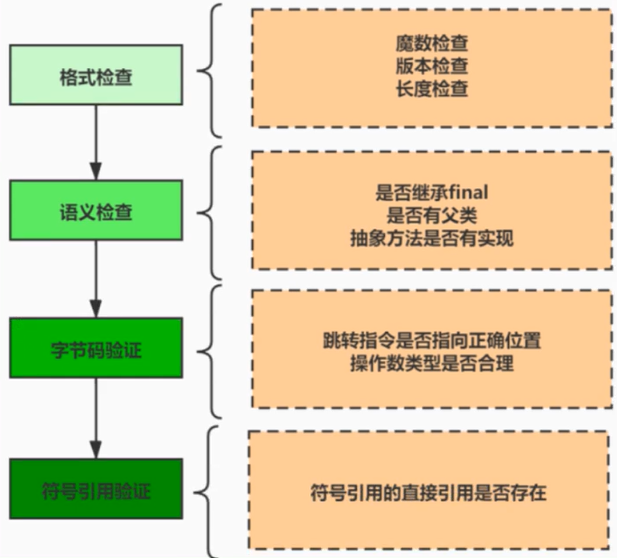 格式检查
魔数检查
版本检查
长度检查
语义检查
是否继承final
是否有父类
抽象方法是否有实现
字节码验证
跳转指令是否指向正确位置
操作数类型是否合理
符号引用验证
符号引用的直接引用是否存在